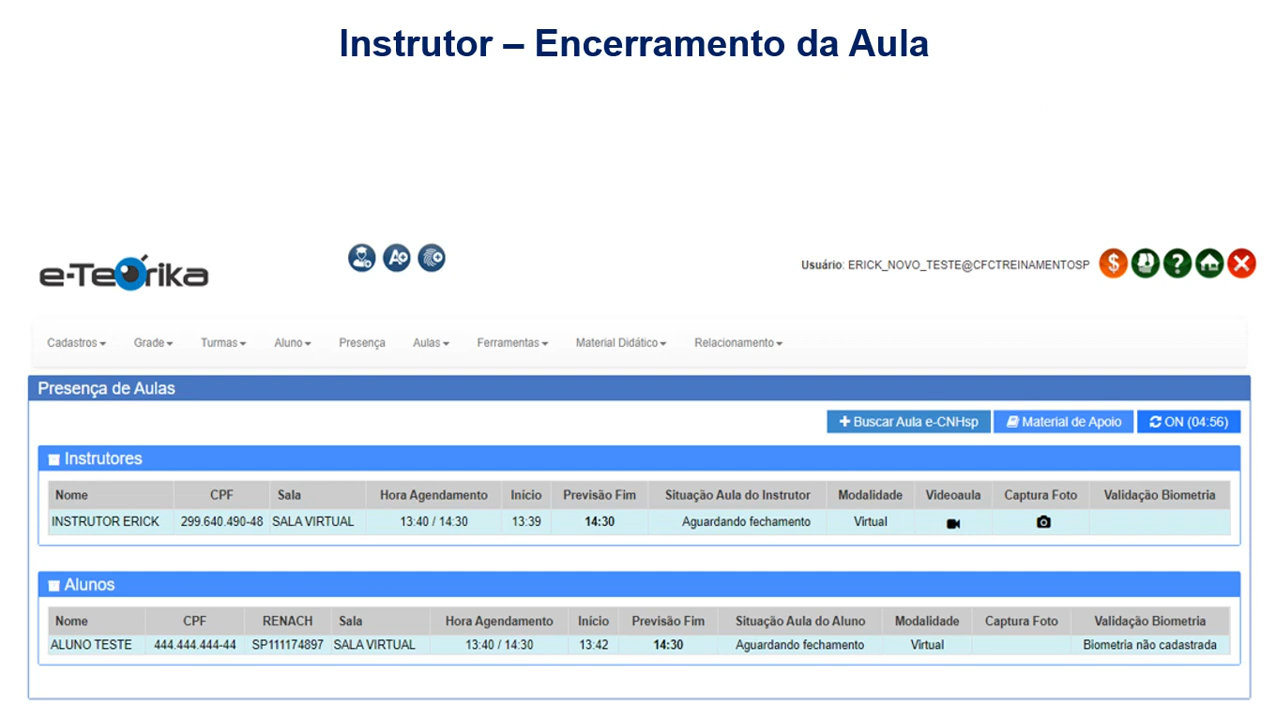 Instrutor – Encerramento da Aula
e-Teórika
A
Usuário: ERICK_NOVO_TESTE@CFCTREINAMENTOSP
$ ?
Cadastros Grade Turmas Aluno Presença Aulas Ferramentas Material Didático Relacionamento
Presença de Aulas
Buscar Aula e-CNHsp Material de Apoio ON (04:56)
Instrutores
Nome CPF Sala Hora Agendamento Início Previsão Fim Situação Aula do Instrutor Modalidade Videoaula Captura Foto Validação Biometria
INSTRUTOR ERICK 299.640.490-48 SALA VIRTUAL 13:40 / 14:30 13:39 14:30 Aguardando fechamento Virtual
Alunos
Nome CPF RENACH Sala Hora Agendamento Início Previsão Fim Situação Aula do Aluno Modalidade Captura Foto Validação Biometria
ALUNO TESTE 444.444.444-44 SP111174897 SALA VIRTUAL 13:40 / 14:30 13:42 14:30 Aguardando fechamento Virtual Biometria não cadastrada